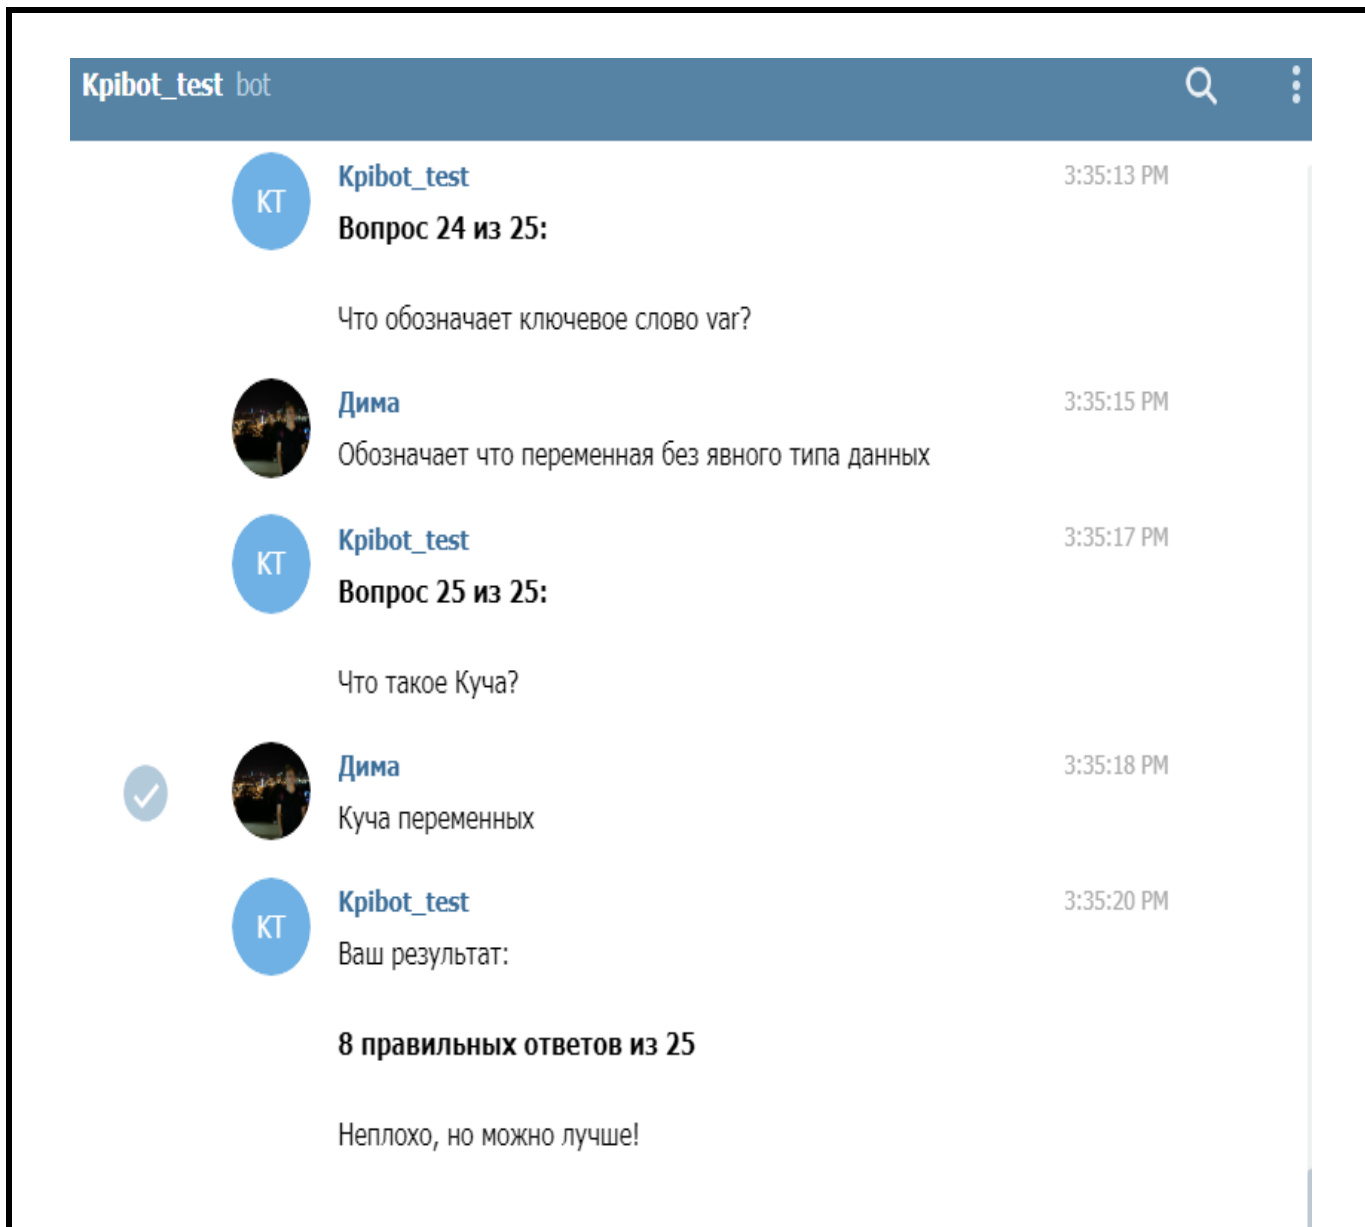 Kpibot_test bot
KT
Kpibot_test 3:35:13 PM
Вопрос 24 из 25:
Что обозначает ключевое слово var?
Дима 3:35:15 PM
Обозначает что переменная без явного типа данных
KT
Kpibot_test 3:35:17 PM
Вопрос 25 из 25:
Что такое Куча?
Дима 3:35:18 PM
Куча переменных
KT
Kpibot_test 3:35:20 PM
Ваш результат:
8 правильных ответов из 25
Неплохо, но можно лучше!